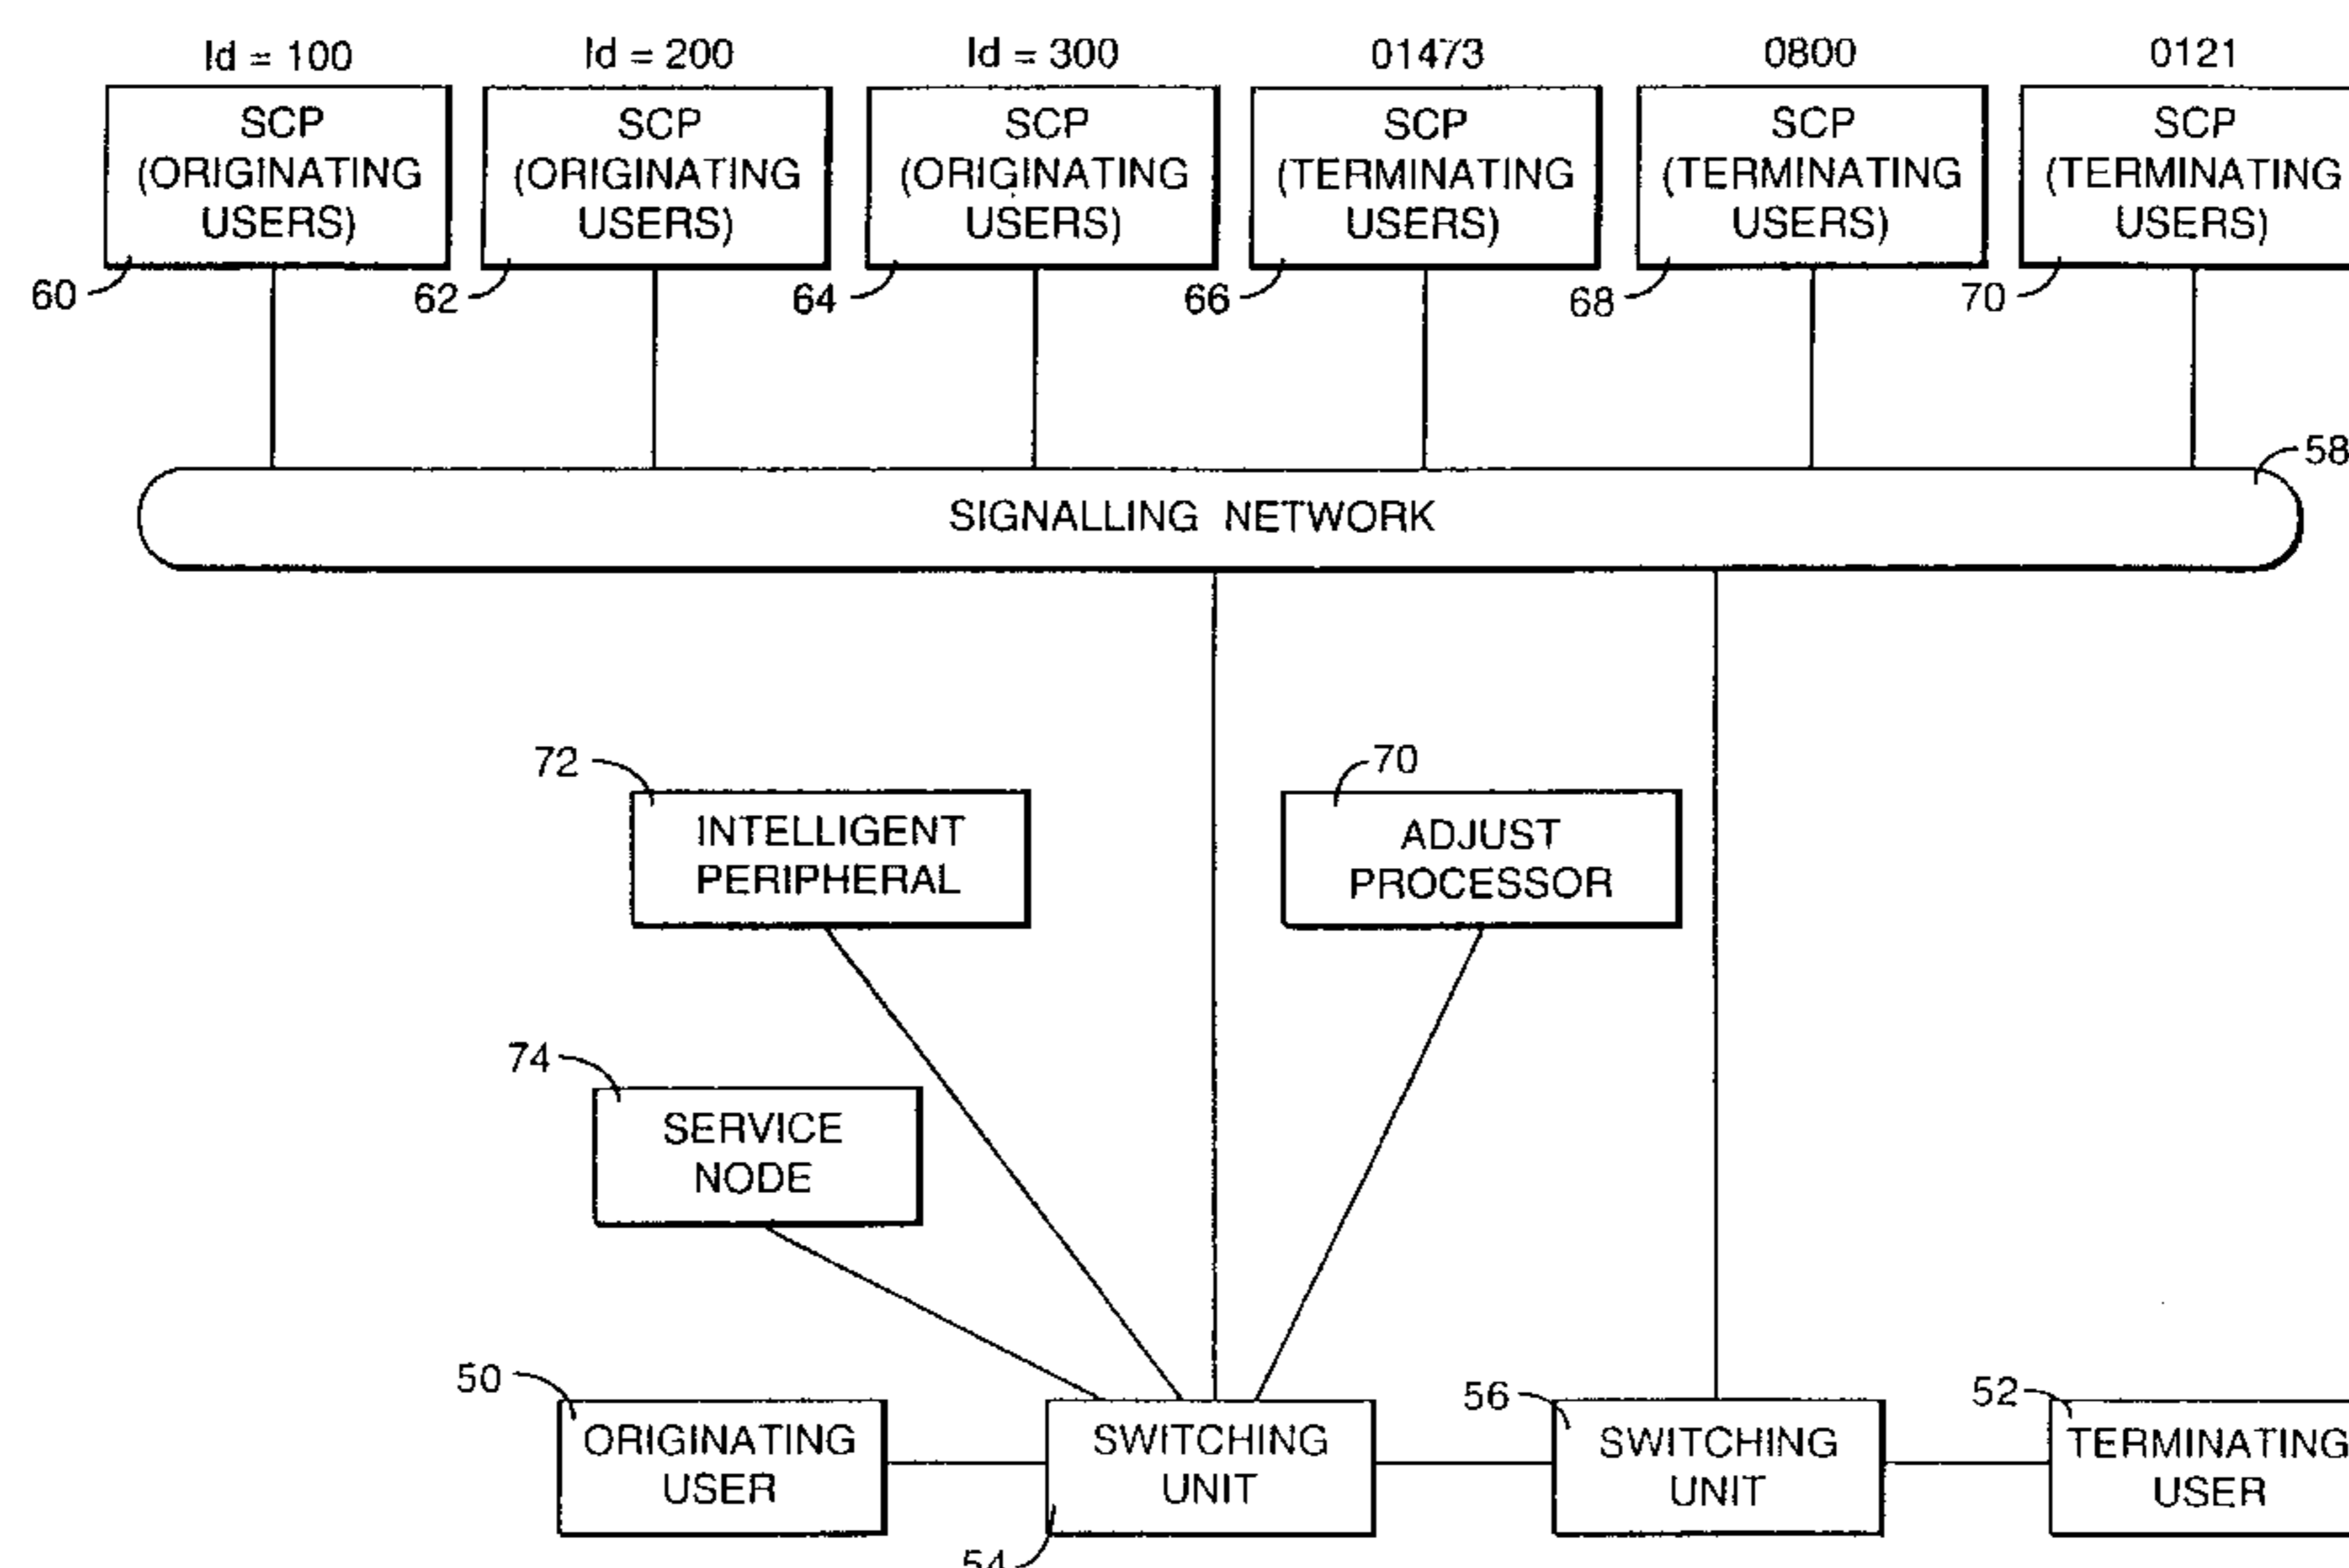 Id = 100
Id = 200
Id = 300
01473
0800
0121
SCP
(ORIGINATING
USERS)
SCP
(ORIGINATING
USERS)
SCP
(ORIGINATING
USERS)
SCP
(TERMINATING
USERS)
SCP
(TERMINATING
USERS)
SCP
(TERMINATING
USERS)
60
62
64
66
68
70
58
SIGNALLING NETWORK
72
70
INTELLIGENT
PERIPHERAL
ADJUST
PROCESSOR
74
SERVICE
NODE
50
56
52
ORIGINATING
USER
SWITCHING
UNIT
SWITCHING
UNIT
TERMINATING
USER
54